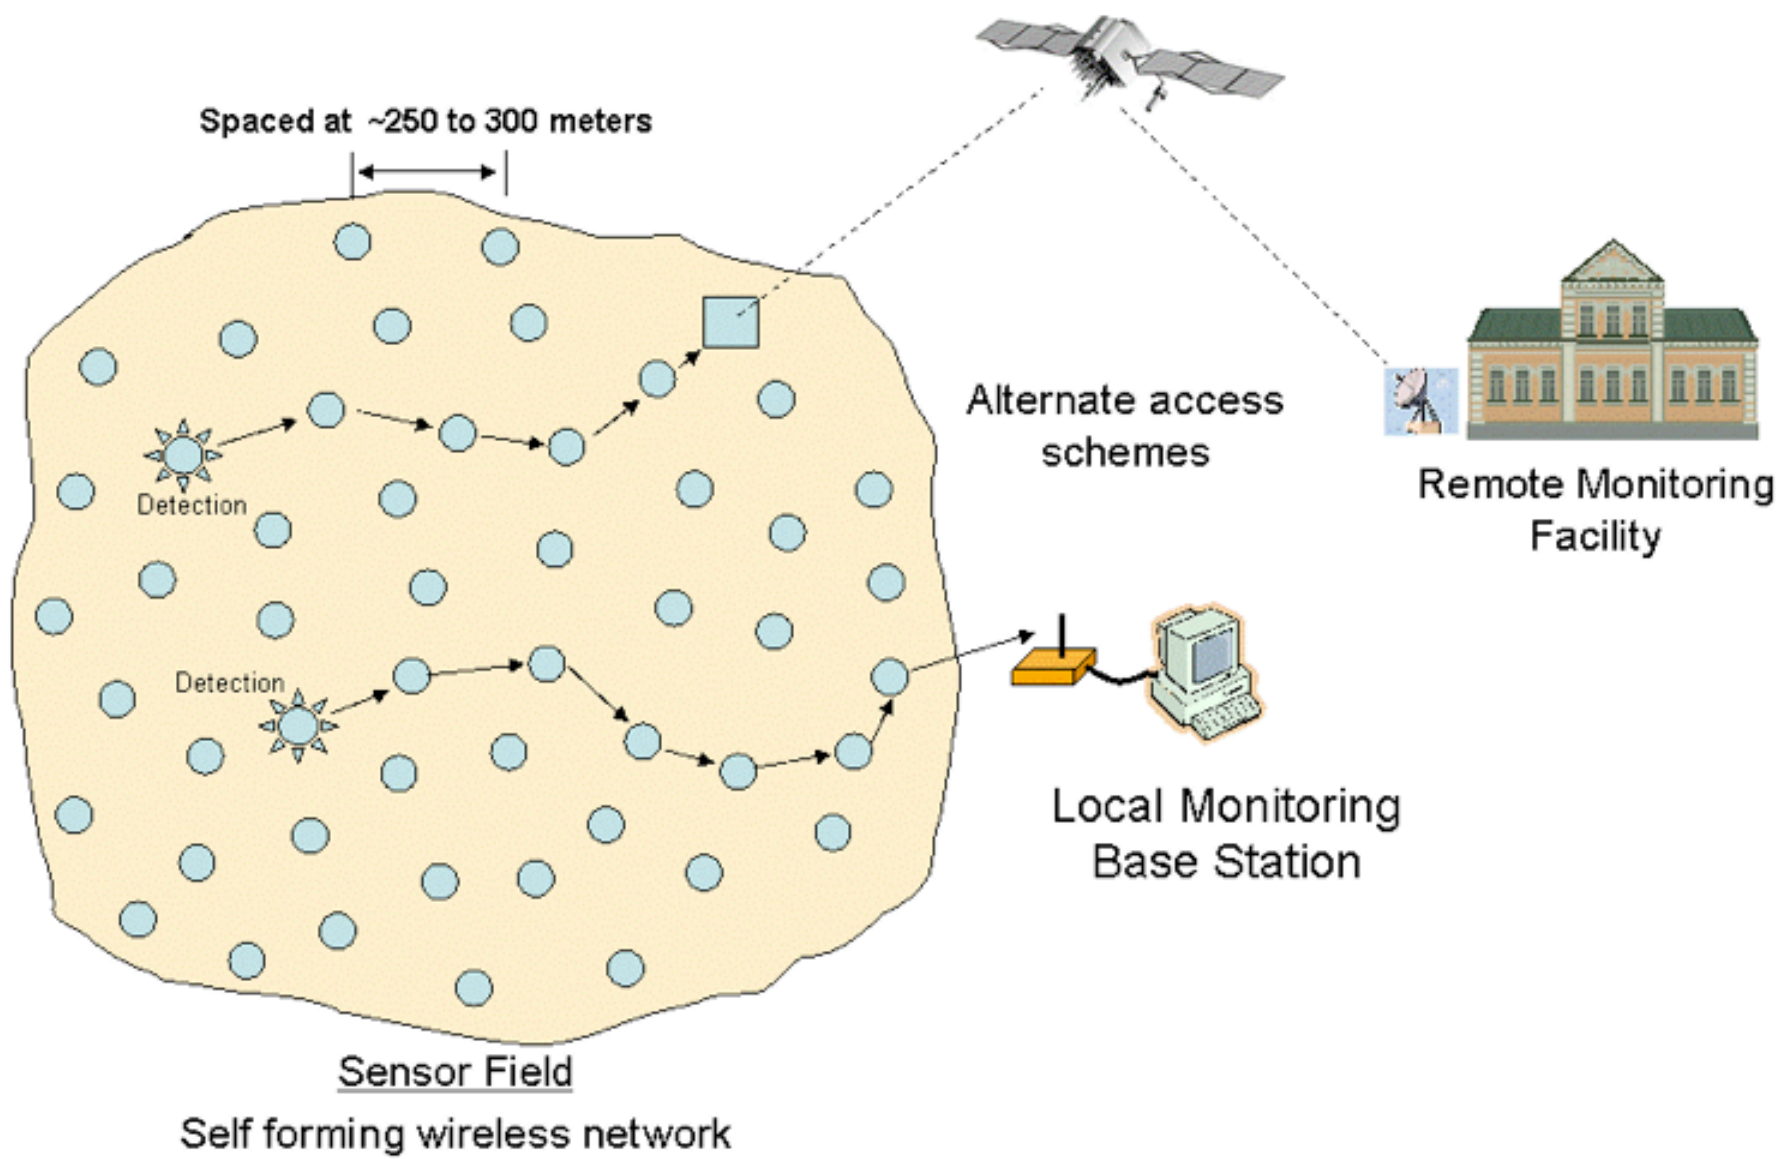 Spaced at ~250 to 300 meters
Alternate access
schemes
Remote Monitoring
Facility
Detection
Detection
Local Monitoring
Base Station
Sensor Field
Self forming wireless network